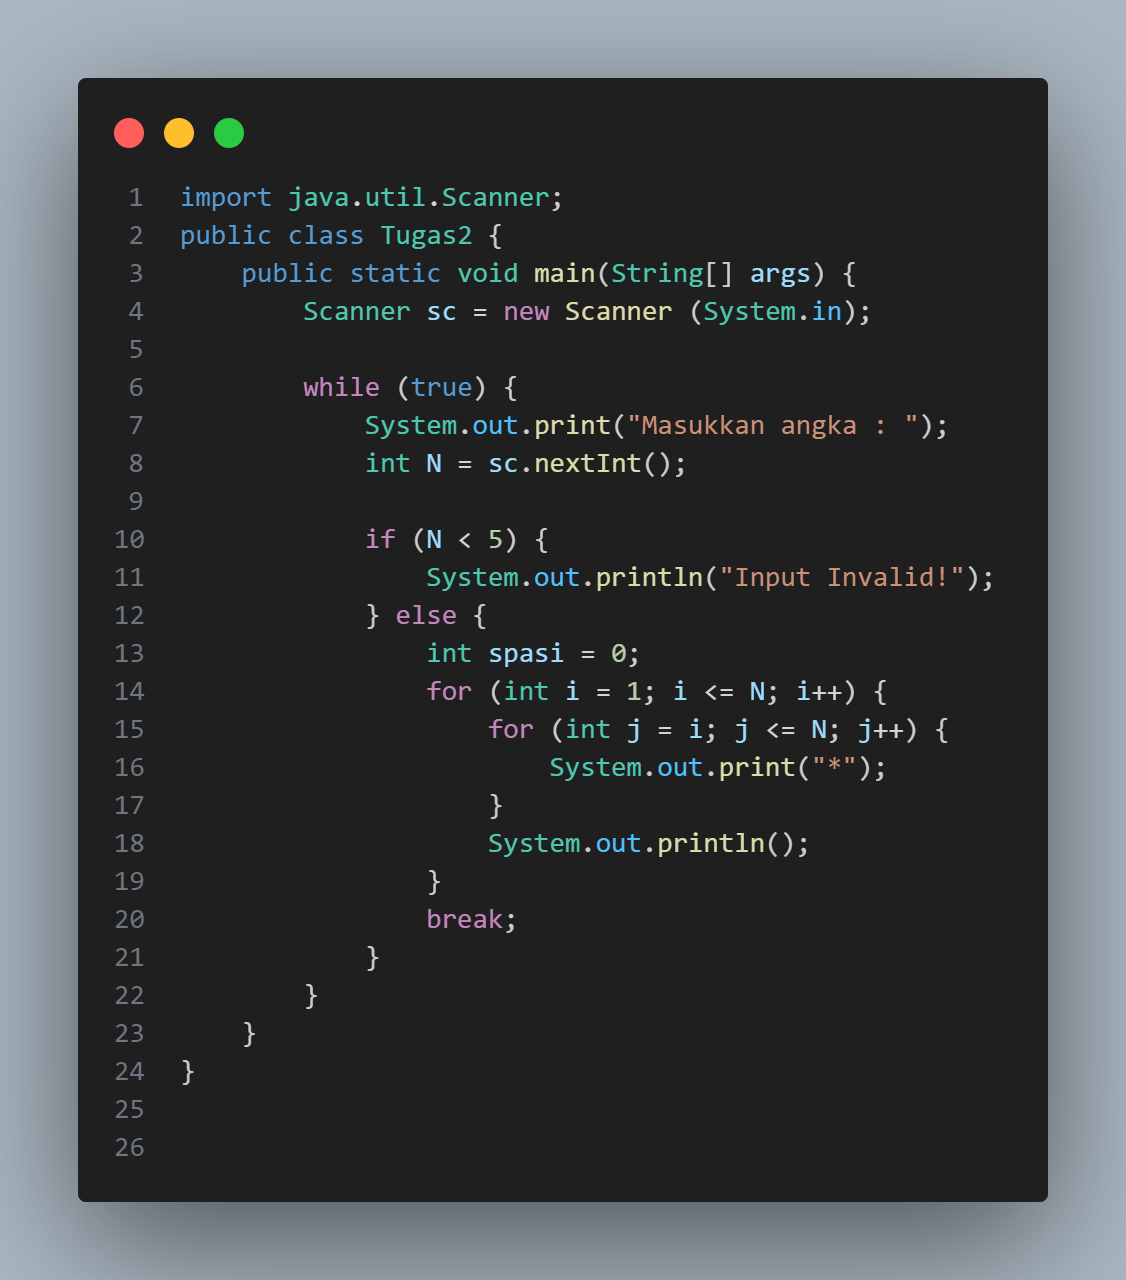 1 import java.util.Scanner;
2 public class Tugas2 {
3     public static void main(String[] args) {
4         Scanner sc = new Scanner (System.in);
5
6         while (true) {
7             System.out.print("Masukkan angka : ");
8             int N = sc.nextInt();
9
10             if (N < 5) {
11                 System.out.println("Input Invalid!");
12             } else {
13                 int spasi = 0;
14                 for (int i = 1; i <= N; i++) {
15                     for (int j = i; j <= N; j++) {
16                         System.out.print("*");
17                     }
18                     System.out.println();
19                 }
20                 break;
21             }
22         }
23     }
24 }
25
26